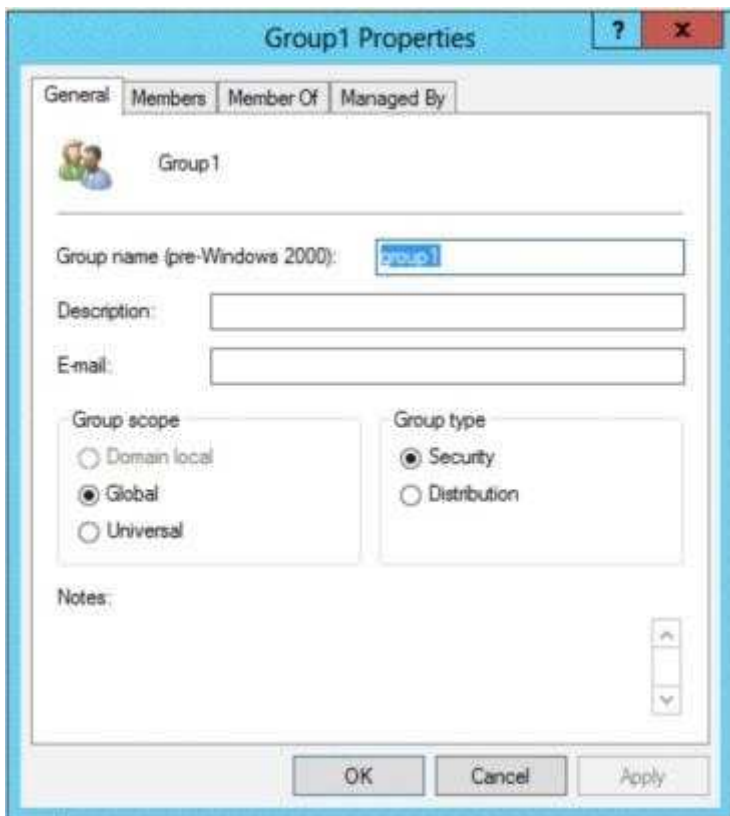 Group1 Properties
?
x
General
Members
Member Of
Managed By
Group1
Group name (pre-Windows 2000):
group1
Description:
E-mail:
Group scope
Domain local
Global
Universal
Group type
Security
Distribution
Notes:
OK
Cancel
Apply